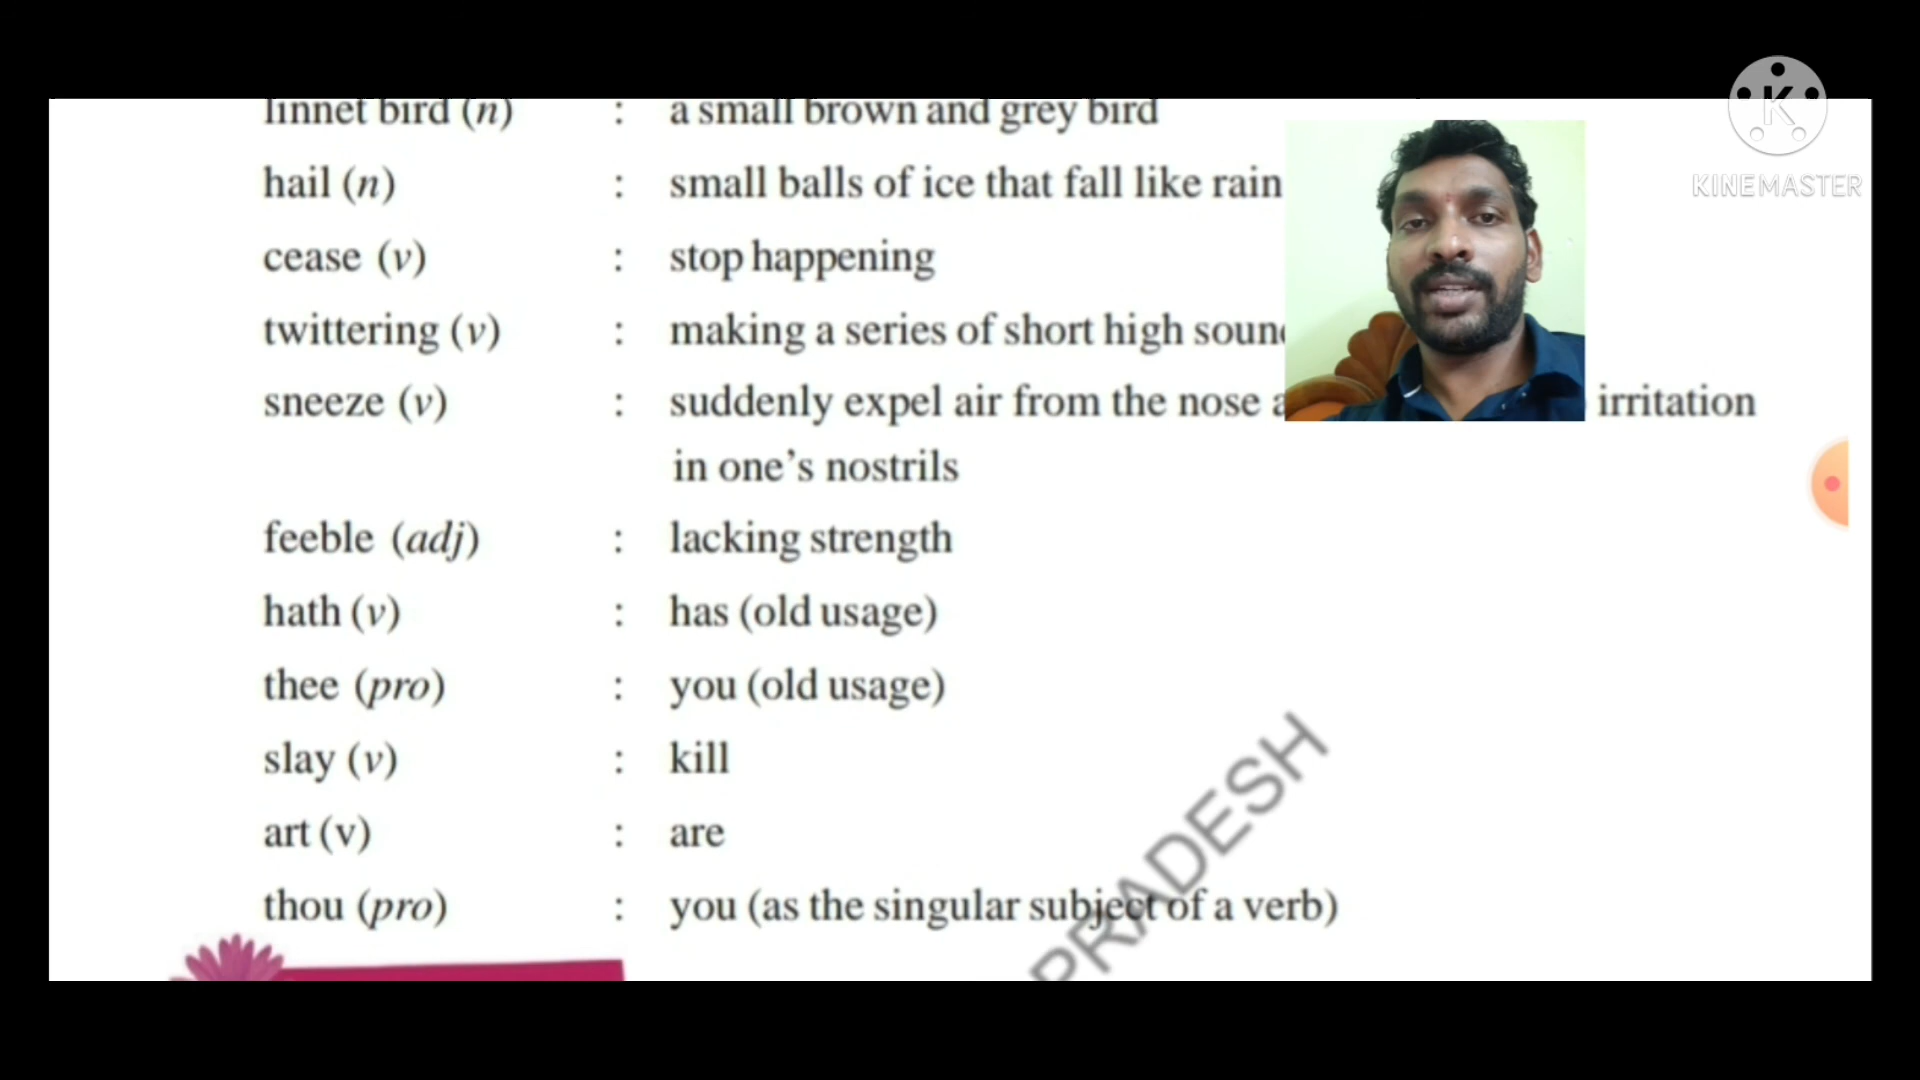 linnet bird (n) : a small brown and grey bird
hail (n) : small balls of ice that fall like rain
cease (v) : stop happening
twittering (v) : making a series of short high
sneeze (v) : suddenly expel air from the nose irritation
in one's nostrils
feeble (adj) : lacking strength
hath (v) : has (old usage)
thee (pro) : you (old usage)
slay (v) : kill
art (v) : are
thou (pro) : you (as the singular subject of a verb)
PRADESH
K
KINEMASTER